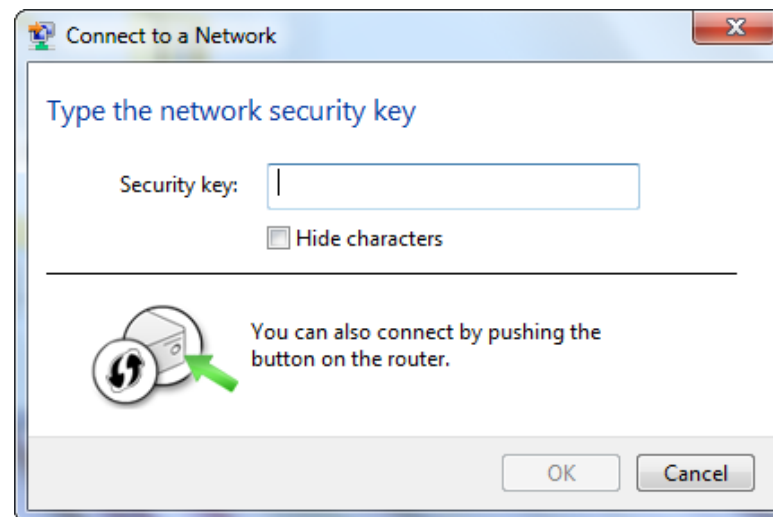 Connect to a Network
Type the network security key
Security key:
Hide characters
You can also connect by pushing the
button on the router.
OK
Cancel